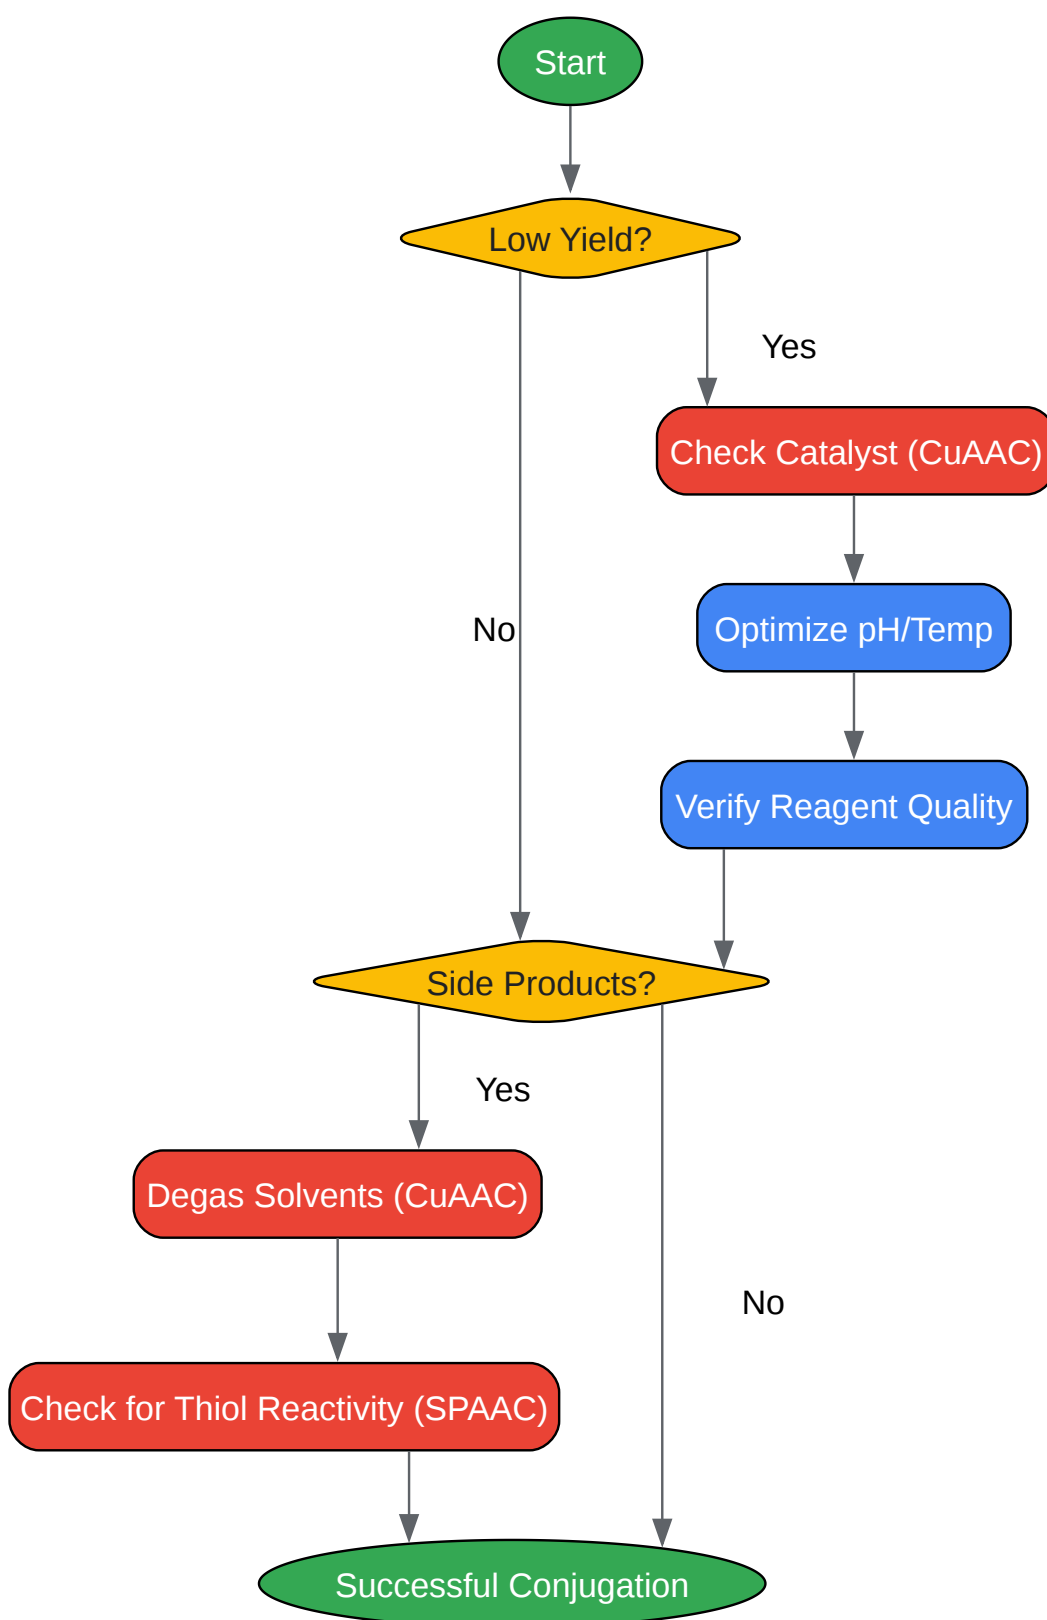 Start
Low Yield?
Yes
Check Catalyst (CuAAC)
No
Optimize pH/Temp
Verify Reagent Quality
Side Products?
Yes
Degas Solvents (CuAAC)
No
Check for Thiol Reactivity (SPAAC)
Successful Conjugation